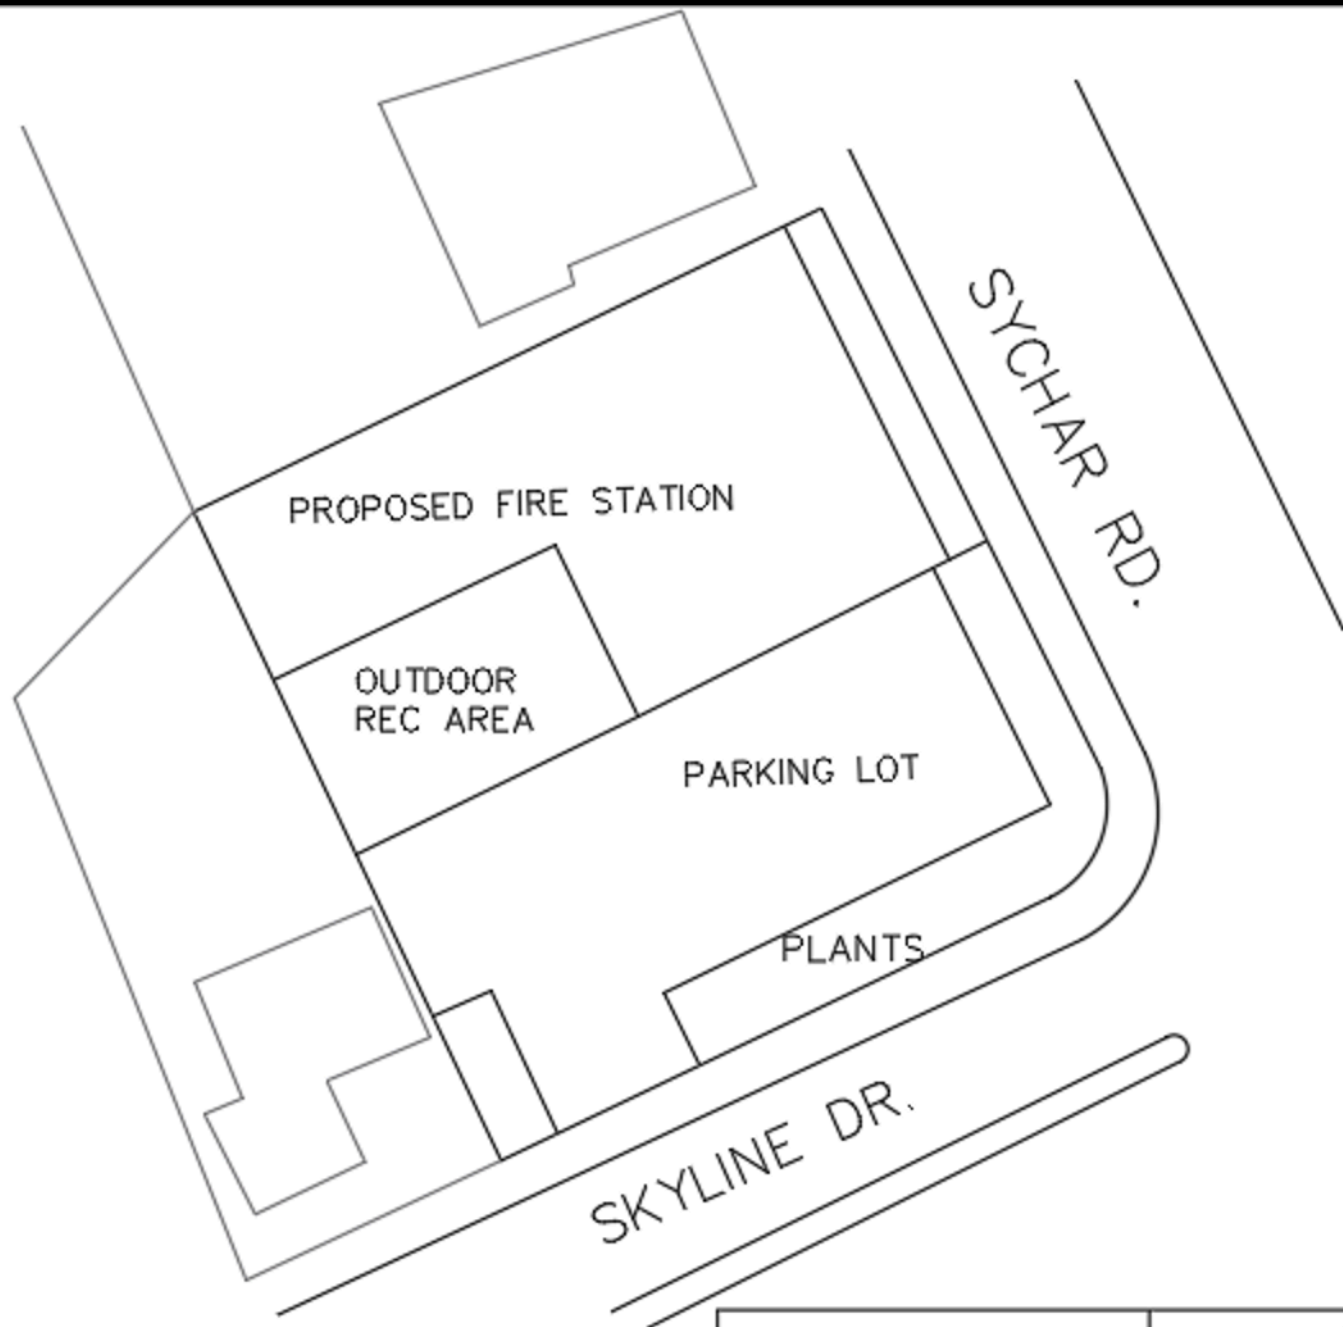 SYCHAR RD.
PROPOSED FIRE STATION
OUTDOOR
REC AREA
PARKING LOT
PLANTS
SKYLINE DR.